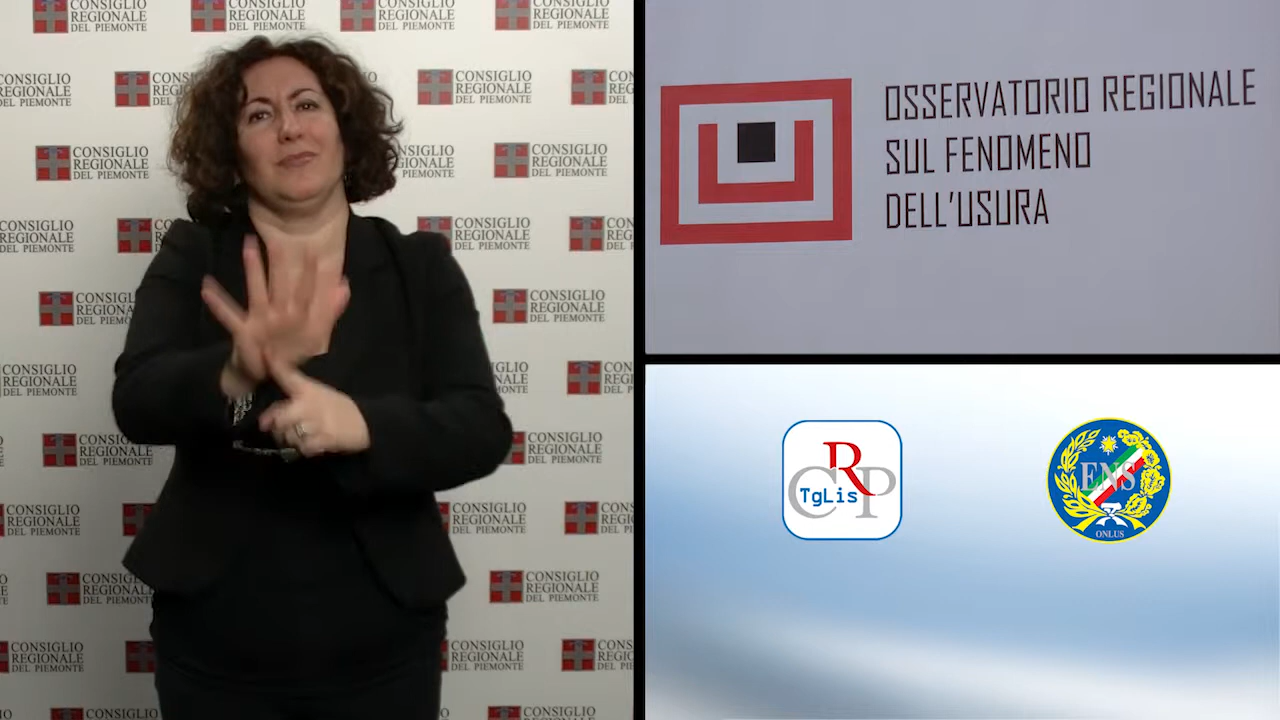 CONSIGLIO
REGIONALE
DEL PIEMONTE
OSSERVATORIO REGIONALE
SUL FENOMENO
DELL'USURA
CRP
TgLis
ENS
ONLUS